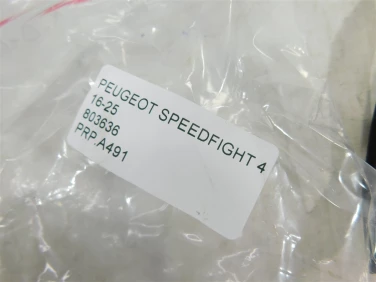 PEUGEOT SPEEDFIGHT 4
16-25
803636
PRP A491